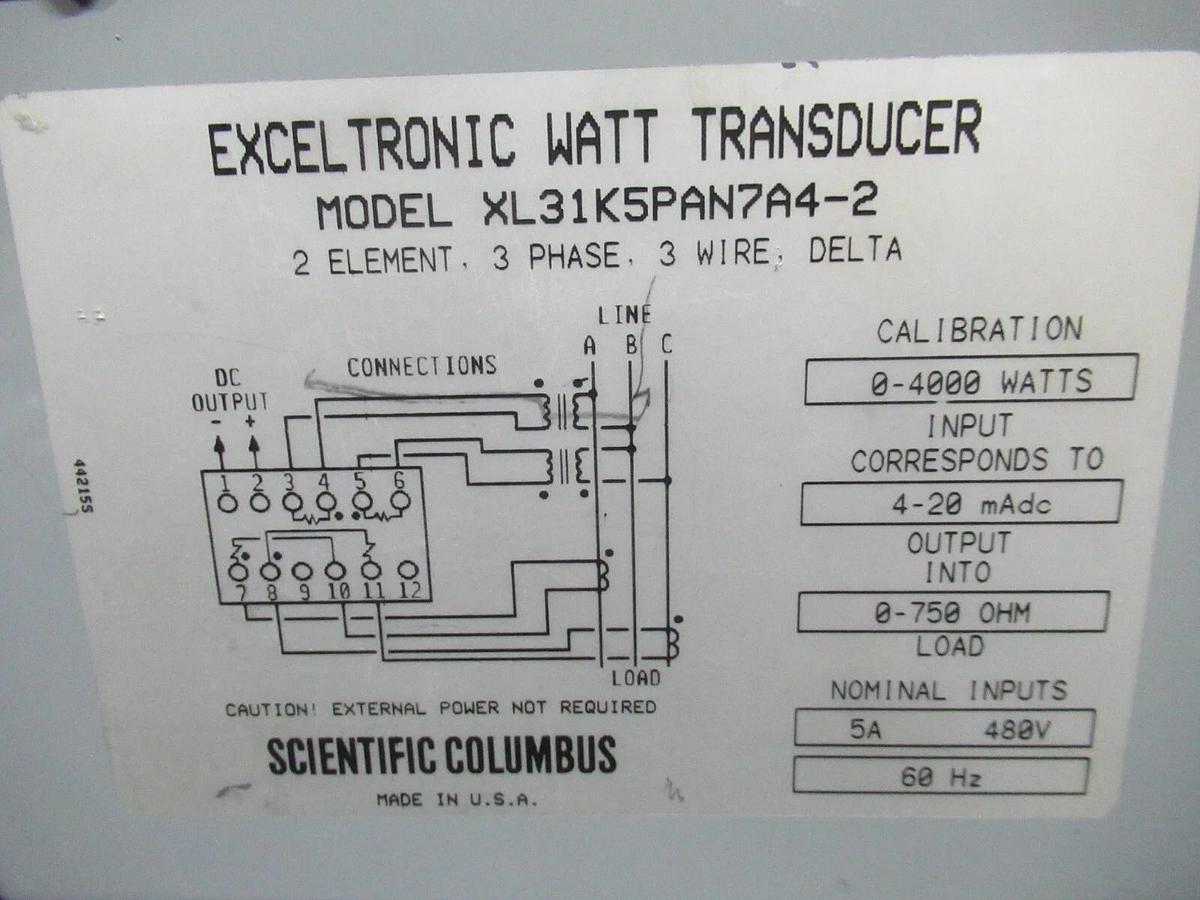 EXCELTRONIC WATT TRANSDUCER
MODEL XL31K5PAN7A4-2
2 ELEMENT, 3 PHASE, 3 WIRE, DELTA
LINE
A B C
CONNECTIONS
DC
OUTPUT
- +
1 2 3 4 5 6
7 8 9 10 11 12
LOAD
442155
CAUTION! EXTERNAL POWER NOT REQUIRED
SCIENTIFIC COLUMBUS
MADE IN U.S.A.
CALIBRATION
0-4000 WATTS
INPUT
CORRESPONDS TO
4-20 mAdc
OUTPUT
INTO
0-750 OHM
LOAD
NOMINAL INPUTS
5A 480V
60 Hz